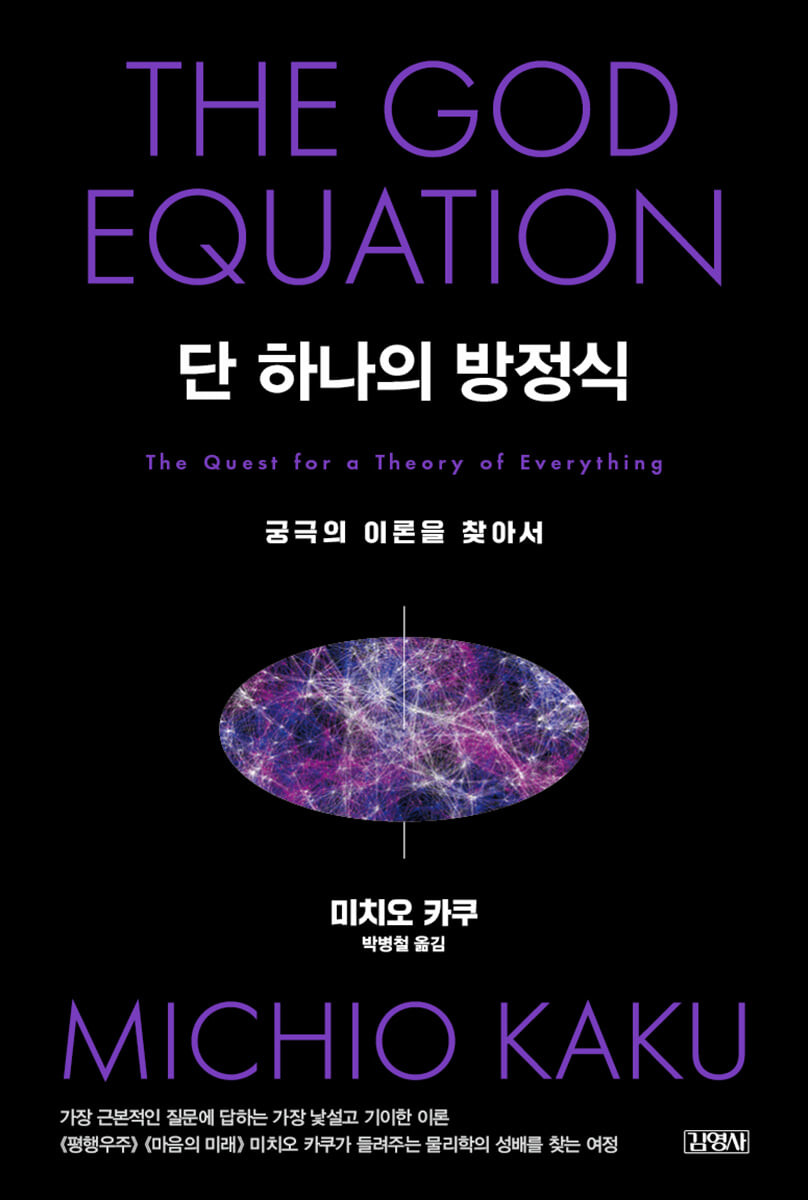 THE GOD
EQUATION
단 하나의 방정식
The Quest for a Theory of Everything
궁극의 이론을 찾아서
미치오 카쿠
박병철 옮김
MICHIO KAKU
가장 근본적인 질문에 답하는 가장 낯설고 기이한 이론
《평행우주》 《마음의 미래》 미치오 카쿠가 들려주는 물리학의 성배를 찾는 여정
김영사